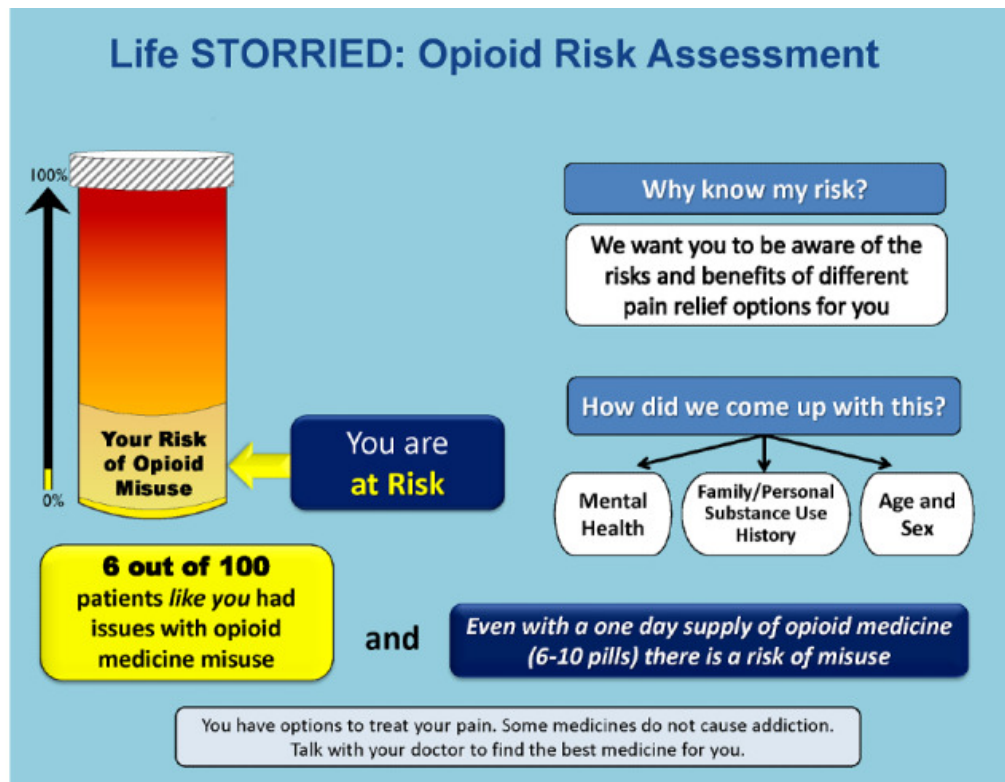 Life STORRIED: Opioid Risk Assessment
100%
0%
Your Risk
of Opioid
Misuse
You are
at Risk
6 out of 100
patients like you had
issues with opioid
medicine misuse
and
Even with a one day supply of opioid medicine
(6-10 pills) there is a risk of misuse
Why know my risk?
We want you to be aware of the
risks and benefits of different
pain relief options for you
How did we come up with this?
Mental
Health
Family/Personal
Substance Use
History
Age and
Sex
You have options to treat your pain. Some medicines do not cause addiction.
Talk with your doctor to find the best medicine for you.